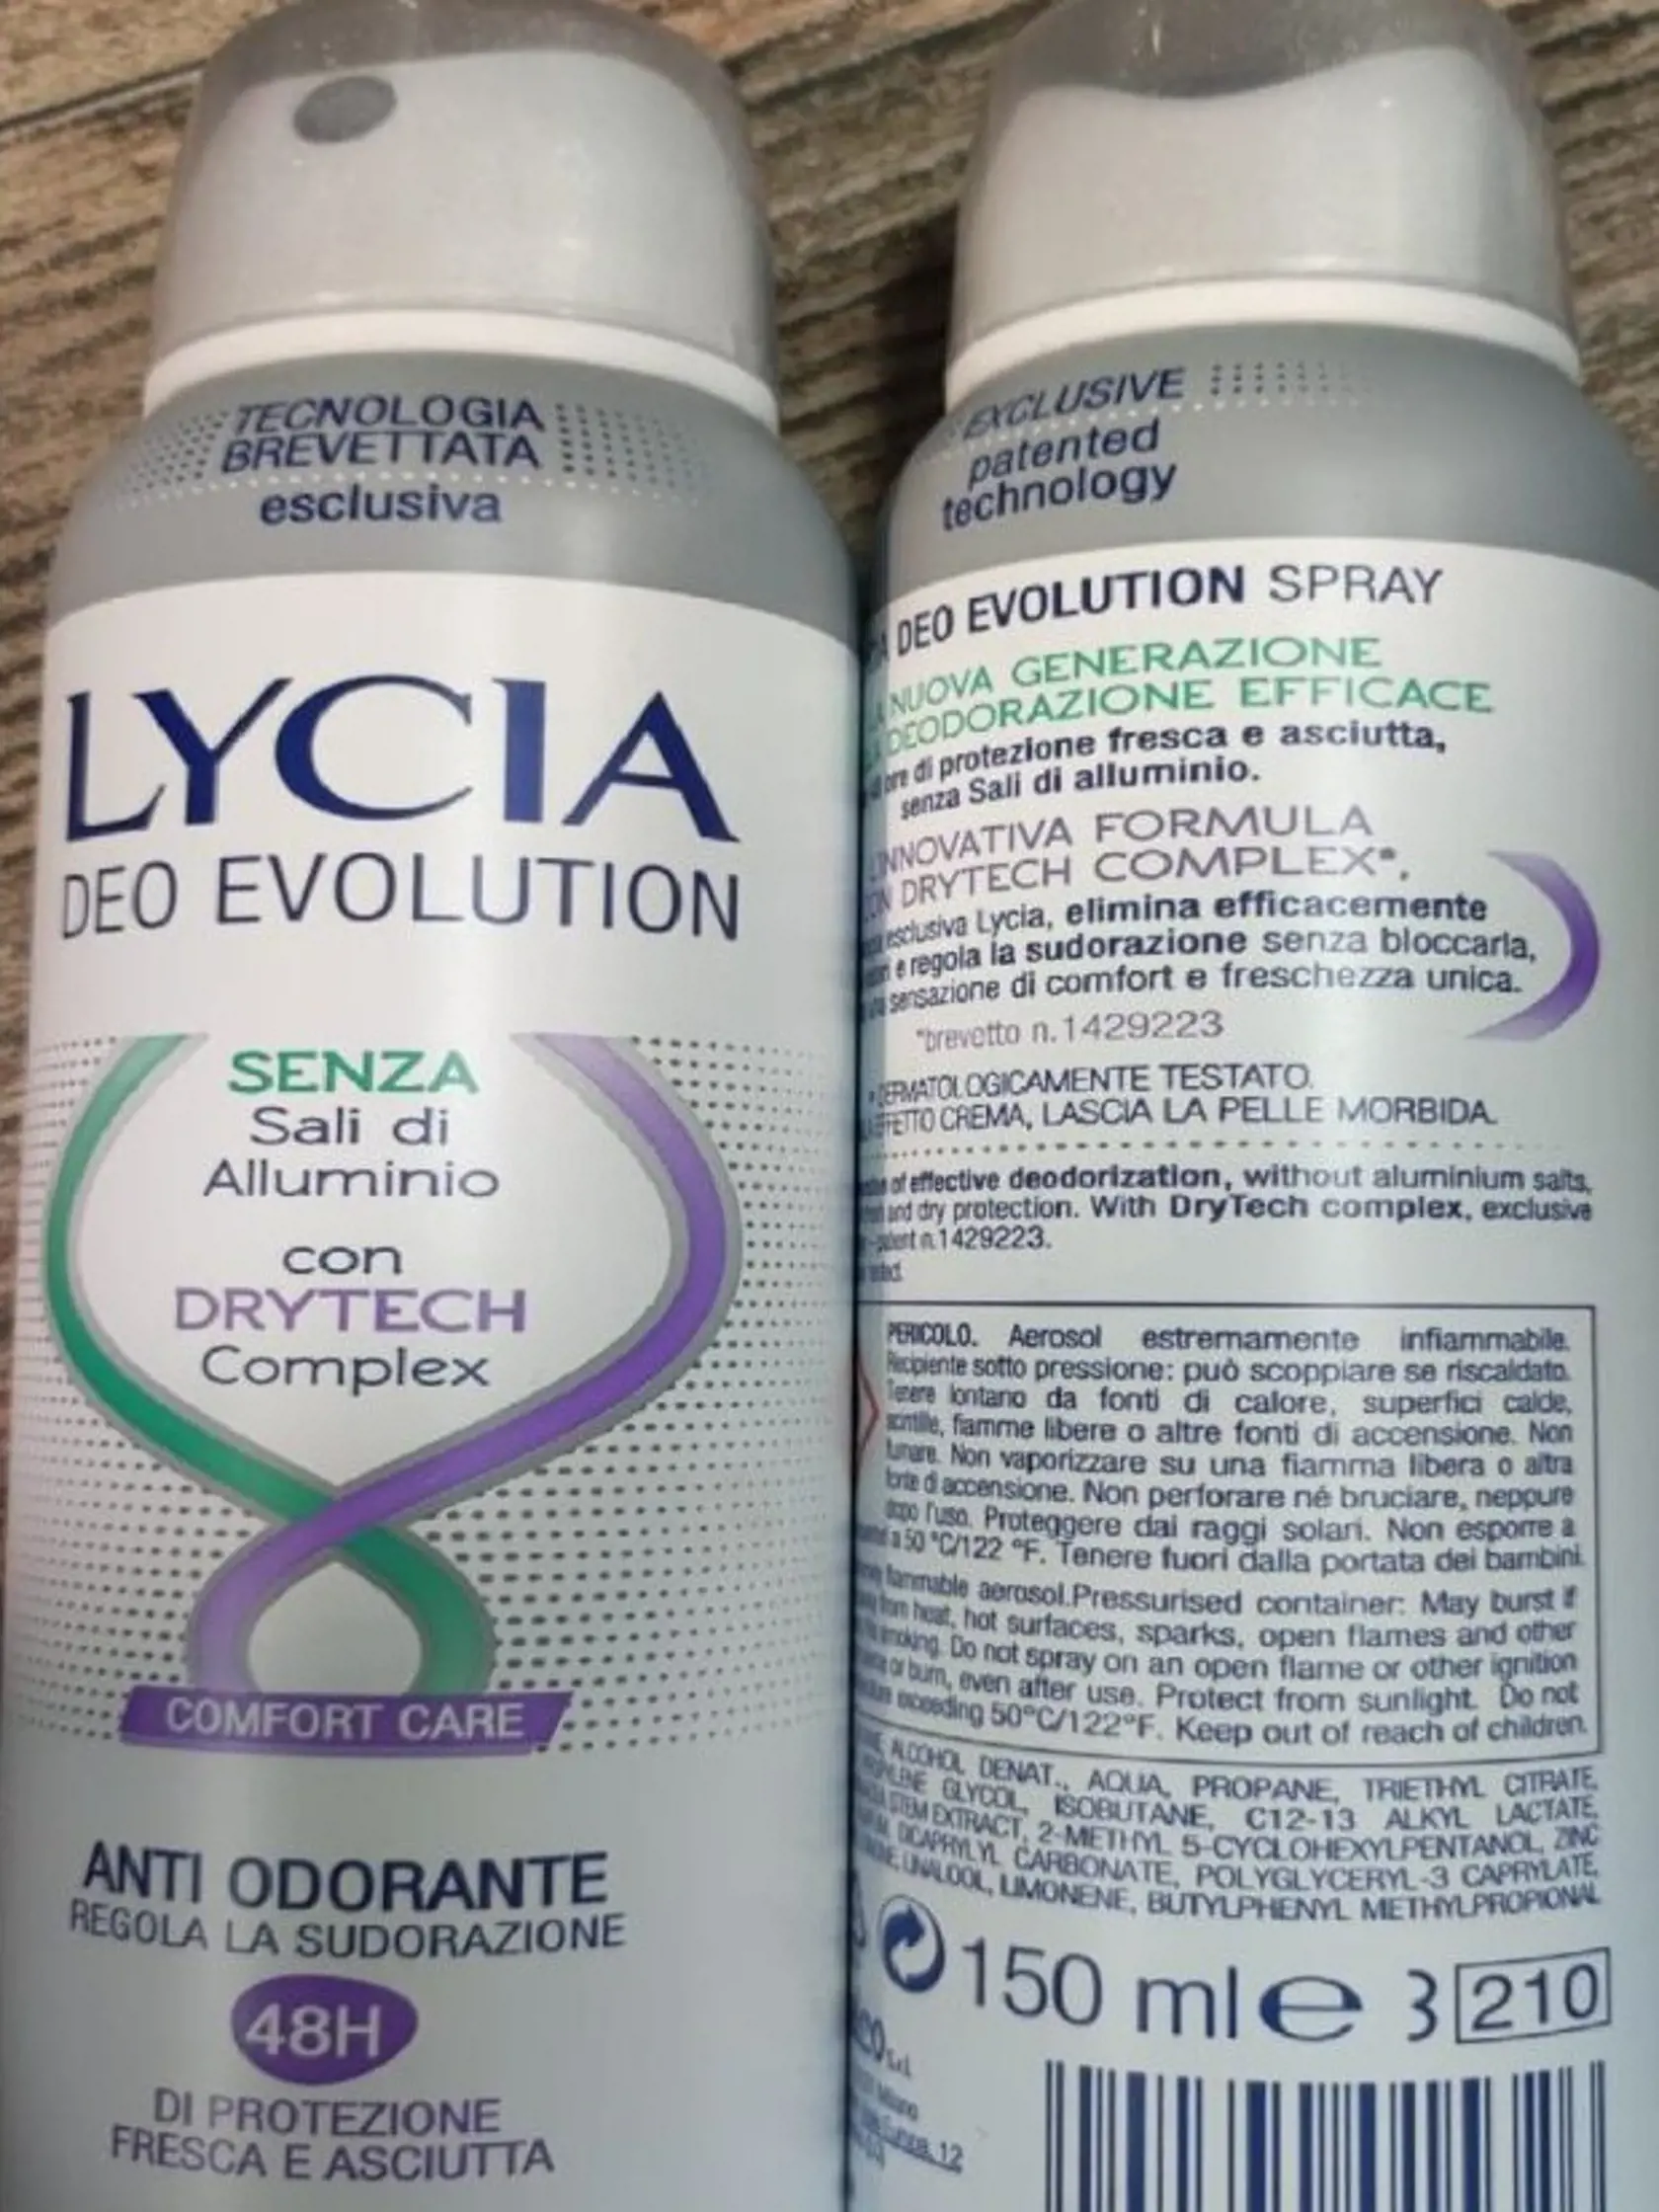 TECNOLOGIA
BREVETTATA
esclusiva
LYCIA
DEO EVOLUTION
SENZA
Sali di
Alluminio
con
DRYTECH
Complex
COMFORT CARE
ANTI ODORANTE
REGOLA LA SUDORAZIONE
48H
DI PROTEZIONE
FRESCA E ASCIUTTA
EXCLUSIVE
patented
technology
DEO EVOLUTION SPRAY
NUOVA GENERAZIONE
DEODORAZIONE EFFICACE
di protezione fresca e asciutta,
senza Sali di alluminio.
INNOVATIVA FORMULA
DRYTECH COMPLEX*,
esclusiva Lycia, elimina efficacemente
e regola la sudorazione senza bloccarla,
sensazione di comfort e freschezza unica.
*brevetto n.1429223
• DERMATOLOGICAMENTE TESTATO.
EFFETTO CREMA, LASCIA LA PELLE MORBIDA.
of effective deodorization, without aluminium salts,
and dry protection. With DryTech complex, exclusive
patent n.1429223.
PERICOLO. Aerosol estremamente infiammabile.
Recipiente sotto pressione: può scoppiare se riscaldato.
Tenere lontano da fonti di calore, superfici calde,
scintille, fiamme libere o altre fonti di accensione. Non
fumare. Non vaporizzare su una fiamma libera o altra
fonte di accensione. Non perforare né bruciare, neppure
dopo l'uso. Proteggere dai raggi solari. Non esporre a
a 50 °C/122 °F. Tenere fuori dalla portata dei bambini.
flammable aerosol.Pressurised container: May burst if
from heat, hot surfaces, sparks, open flames and other
smoking. Do not spray on an open flame or other ignition
or burn, even after use. Protect from sunlight. Do not
exceeding 50°C/122°F. Keep out of reach of children.
ALCOHOL DENAT., AQUA, PROPANE, TRIETHYL CITRATE,
GLYCOL, ISOBUTANE, C12-13 ALKYL LACTATE,
STEM EXTRACT, 2-METHYL 5-CYCLOHEXYLPENTANOL, ZINC
DICAPRYLYL CARBONATE, POLYGLYCERYL-3 CAPRYLATE,
LINALOOL, LIMONENE, BUTYLPHENYL METHYLPROPIONAL
150 ml e 3 210
S.r.l.
Milano
12